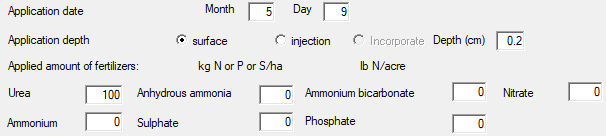 Application date Month 5 Day 9
Application depth surface injection Incorporate Depth (cm) 0.2
Applied amount of fertilizers: kg N or P or S/ha lb N/acre
Urea 100 Anhydrous ammonia 0 Ammonium bicarbonate 0 Nitrate 0
Ammonium 0 Sulphate 0 Phosphate 0